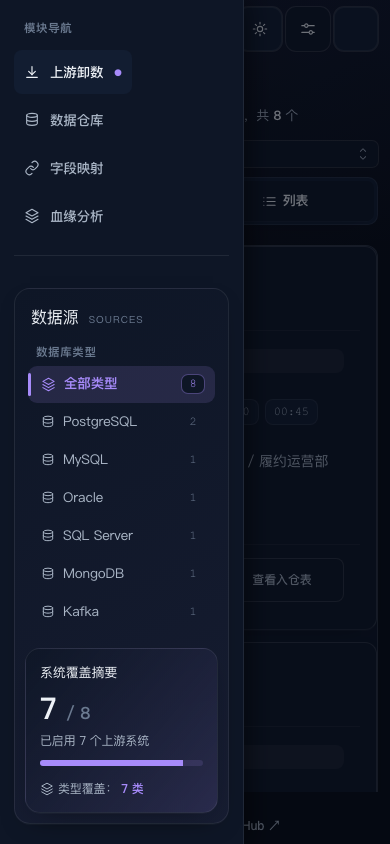 模块导航
上游卸数
数据仓库
字段映射
血缘分析
数据源 SOURCES
数据库类型
全部类型 8
PostgreSQL 2
MySQL 1
Oracle 1
SQL Server 1
MongoDB 1
Kafka 1
系统覆盖摘要
7 / 8
已启用 7 个上游系统
类型覆盖: 7 类
, 共 8 个
列表
0 00:45
/ 履约运营部
查看入仓表
Hub ↗